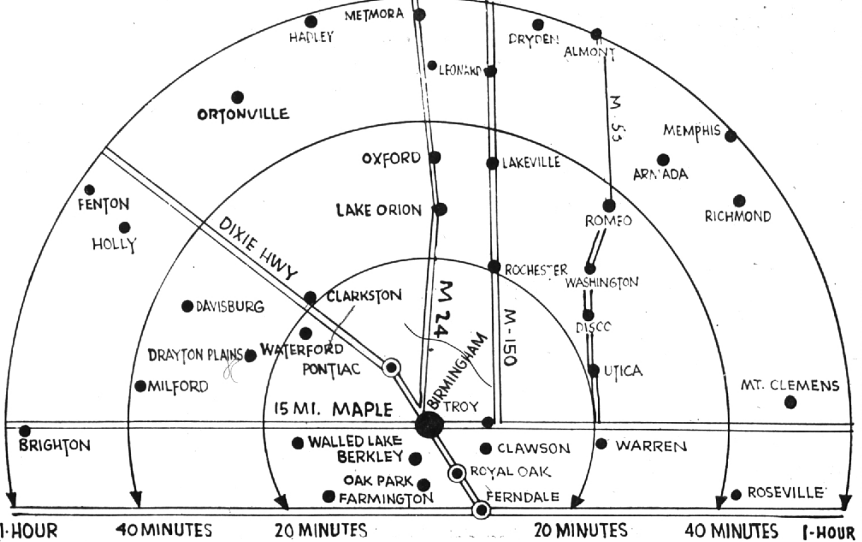 METMORA
HADLEY
DRYDEN
ALMONT
LEONARD
ORTONVILLE
M-53
MEMPHIS
OXFORD
LAKEVILLE
ARMADA
FENTON
LAKE ORION
ROMEO
RICHMOND
HOLLY
DIXIE HWY
ROCHESTER
WASHINGTON
CLARKSTON
M 24
M-150
DAVISBURG
DISCO
DRAYTON PLAINS
WATERFORD
PONTIAC
BIRMINGHAM
UTICA
MILFORD
MT. CLEMENS
15 MI. MAPLE
TROY
BRIGHTON
WALLED LAKE
CLAWSON
WARREN
BERKLEY
ROYAL OAK
OAK PARK
FARMINGTON
FERNDALE
ROSEVILLE
1-HOUR
40 MINUTES
20 MINUTES
20 MINUTES
40 MINUTES
1-HOUR